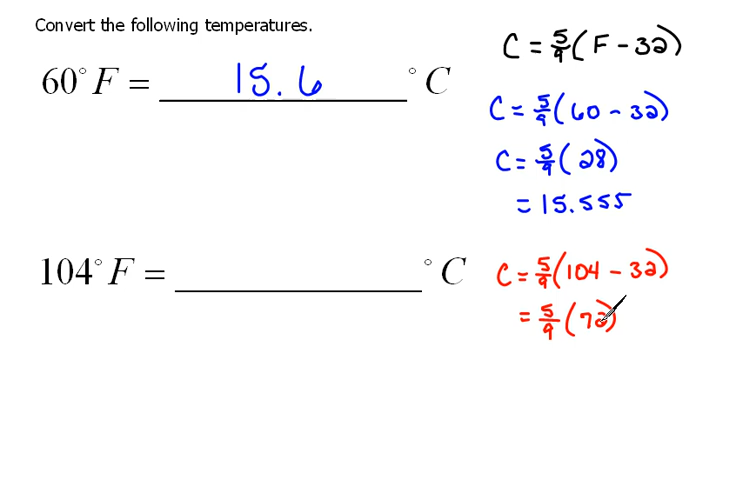 Convert the following temperatures.
C = 5/9 (F - 32)
60° F = 15.6 ° C
C = 5/9 (60 - 32)
C = 5/9 (28)
= 15.555
104° F = ______ ° C
C = 5/9 (104 - 32)
= 5/9 (72)